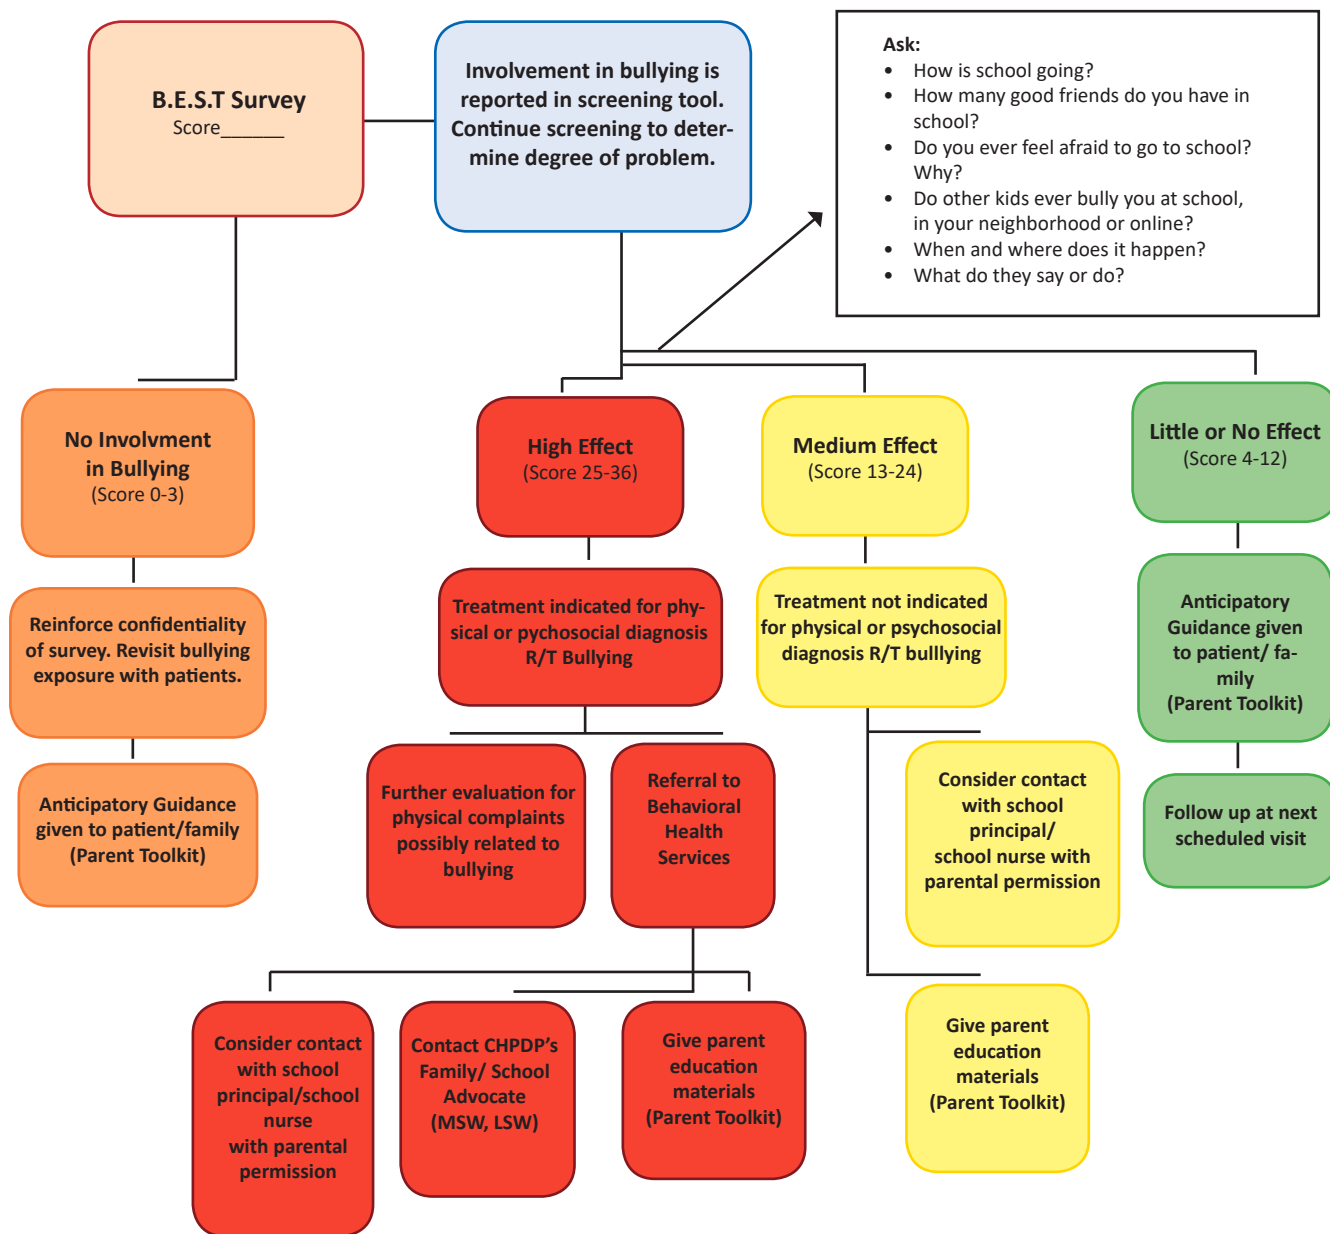 B.E.S.T Survey
Score______
Involvement in bullying is
reported in screening tool.
Continue screening to deter-
mine degree of problem.
Ask:
• How is school going?
• How many good friends do you have in
school?
• Do you ever feel afraid to go to school?
Why?
• Do other kids ever bully you at school,
in your neighborhood or online?
• When and where does it happen?
• What do they say or do?
No Involvment
in Bullying
(Score 0-3)
High Effect
(Score 25-36)
Medium Effect
(Score 13-24)
Little or No Effect
(Score 4-12)
Reinforce confidentiality
of survey. Revisit bullying
exposure with patients.
Treatment indicated for phy-
sical or pychosocial diagnosis
R/T Bullying
Treatment not indicated
for physical or psychosocial
diagnosis R/T bulllying
Anticipatory
Guidance given
to patient/ fa-
mily
(Parent Toolkit)
Anticipatory Guidance
given to patient/family
(Parent Toolkit)
Further evaluation for
physical complaints
possibly related to
bullying
Referral to
Behavioral
Health
Services
Consider contact
with school
principal/
school nurse with
parental permission
Follow up at next
scheduled visit
Consider contact
with school
principal/school
nurse
with parental
permission
Contact CHPDP’s
Family/ School
Advocate
(MSW, LSW)
Give parent
education
materials
(Parent Toolkit)
Give parent
education
materials
(Parent Toolkit)